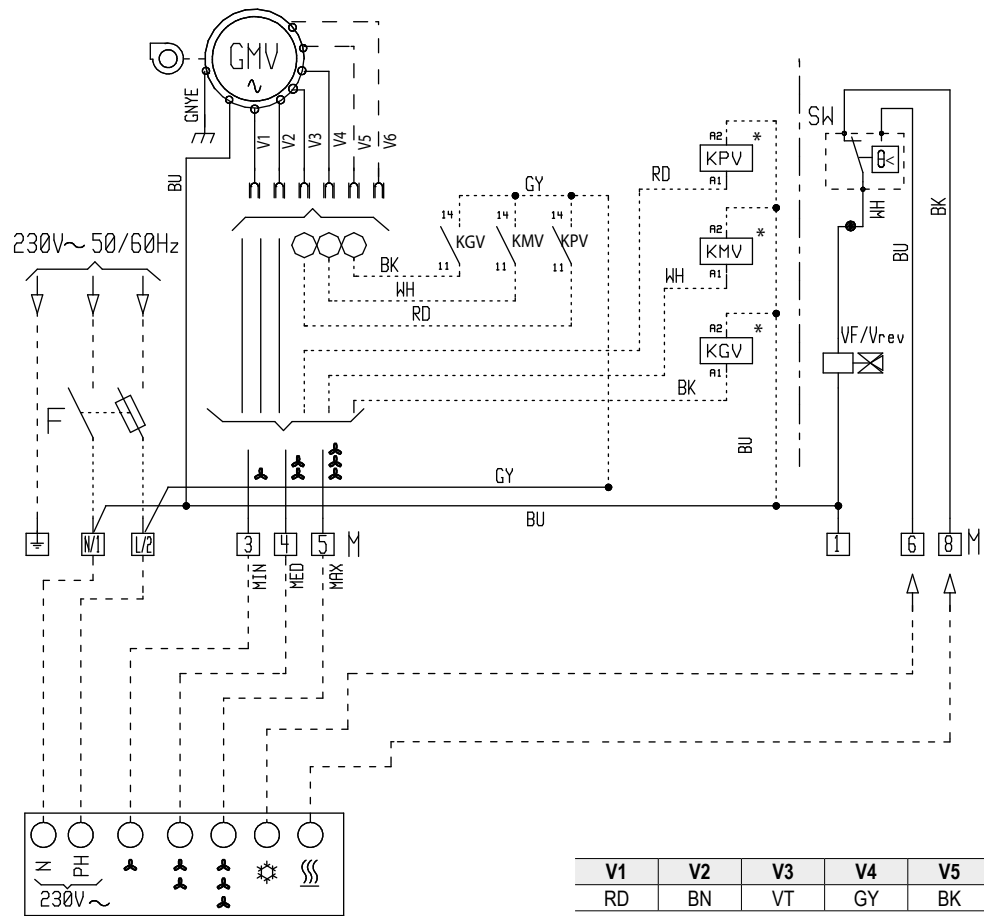 GMV
GNYE
V1
V2
V3
V4
V5
V6
BU
SW
A2
*
KPV
A1
RD
WH
BK
BU
GY
14
14
14
KGV
KMV
KPV
11
11
11
BK
WH
RD
A2
*
KMV
A1
WH
A2
*
KGV
A1
BK
BU
VF/Vrev
230V~ 50/60Hz
F
GY
BU
N/1
L/2
3
4
5
M
1
6
8
M
MIN
MED
MAX
N
PH
230V~
V1 V2 V3 V4 V5
RD BN VT GY BK